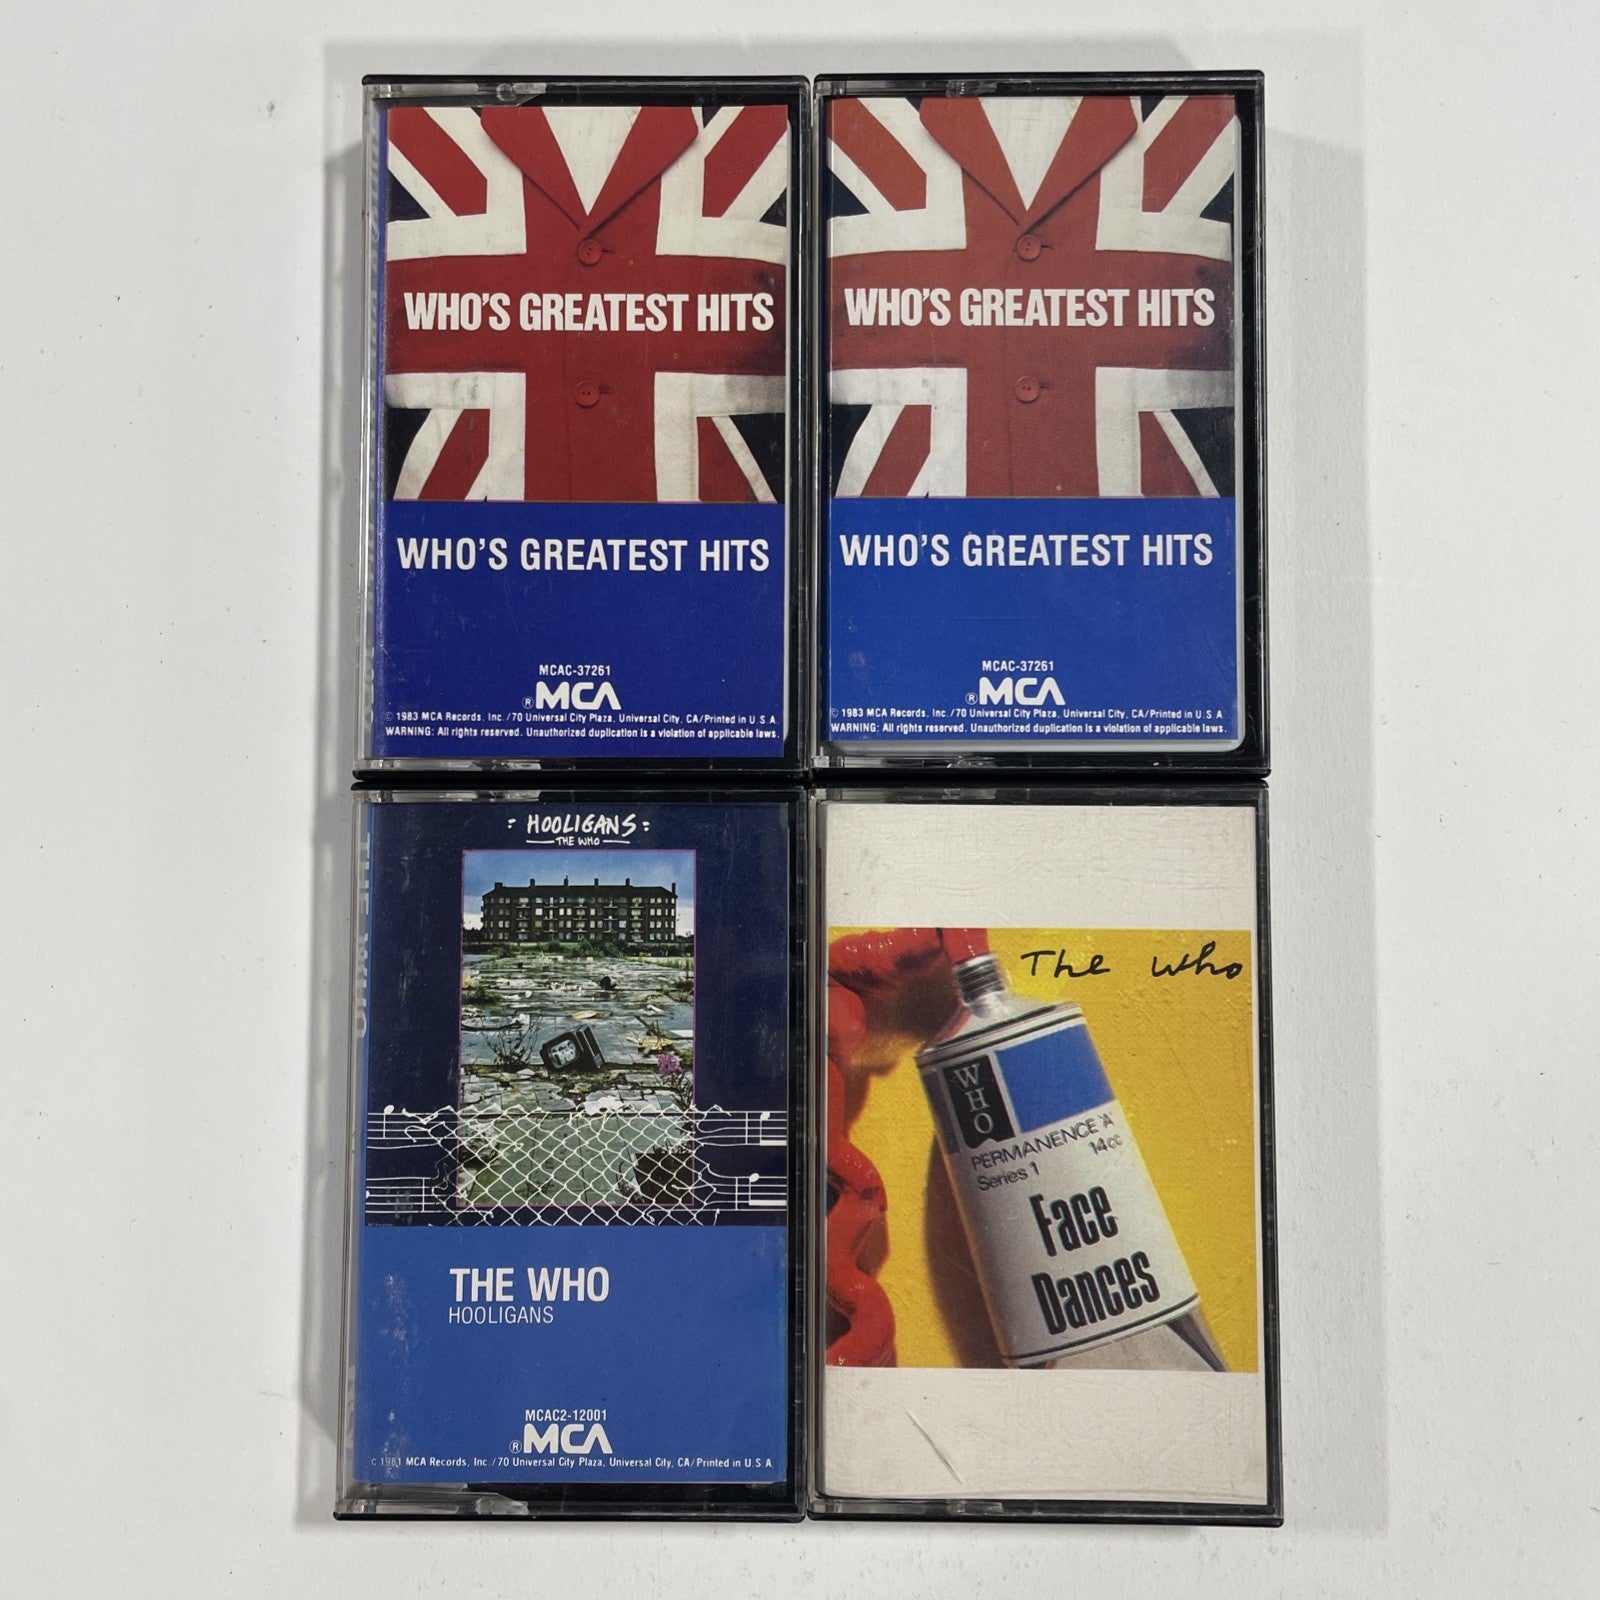 WHO'S GREATEST HITS
WHO'S GREATEST HITS
MCAC-37261
®MCA
© 1983 MCA Records, Inc./70 Universal City Plaza, Universal City, CA/Printed in U.S.A.
WARNING: All rights reserved. Unauthorized duplication is a violation of applicable laws.
WHO'S GREATEST HITS
WHO'S GREATEST HITS
MCAC-37261
®MCA
© 1983 MCA Records, Inc./70 Universal City Plaza, Universal City, CA/Printed in U.S.A.
WARNING: All rights reserved. Unauthorized duplication is a violation of applicable laws.
: HOOLIGANS :
THE WHO
THE WHO
HOOLIGANS
MCAC2-12001
®MCA
© 1981 MCA Records, Inc./70 Universal City Plaza, Universal City, CA/Printed in U.S.A.
The Who
WHO
PERMANENCE 'A'
Series 1 14cc
Face
Dances